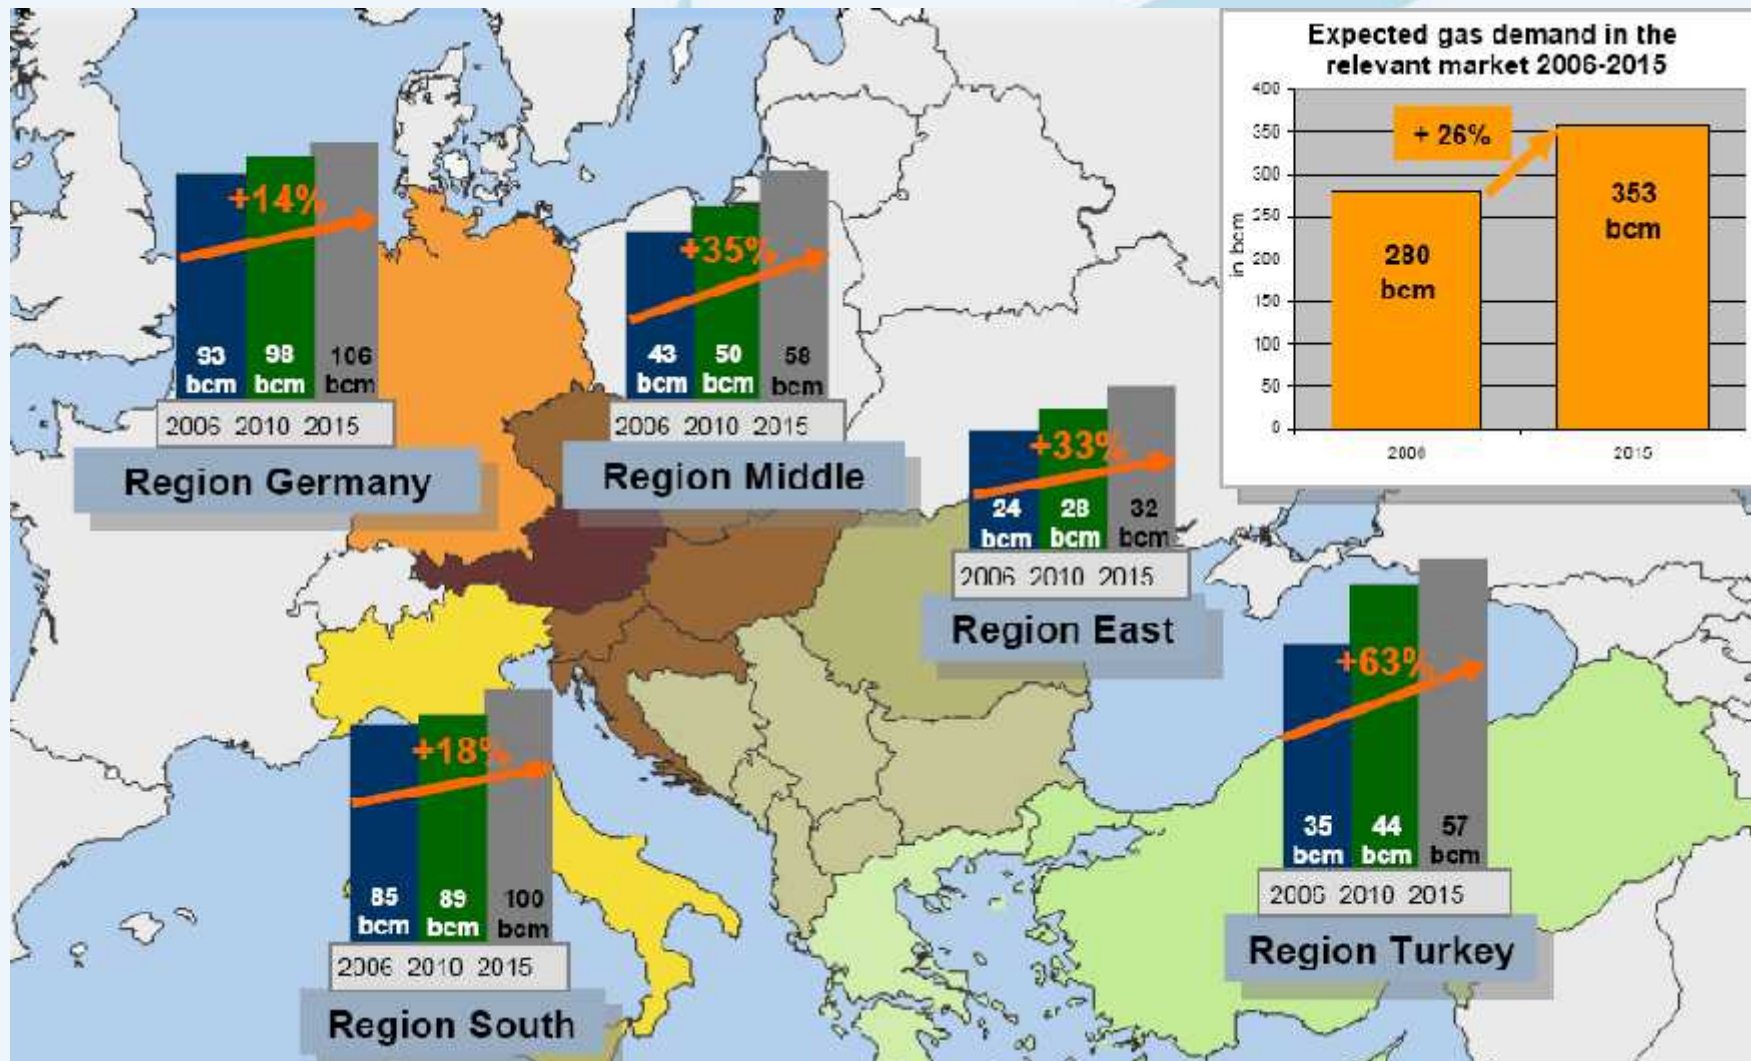 Expected gas demand in the
relevant market 2006-2015
400
350
300
250
200
150
100
50
0
in bcm
+ 26%
280
bcm
353
bcm
2006
2015
+14%
93
bcm
98
bcm
106
bcm
2006 2010 2015
Region Germany
+35%
43
bcm
50
bcm
58
bcm
2006 2010 2015
Region Middle
+33%
24
bcm
28
bcm
32
bcm
2006 2010 2015
Region East
+63%
35
bcm
44
bcm
57
bcm
2006 2010 2015
Region Turkey
+18%
85
bcm
89
bcm
100
bcm
2006 2010 2015
Region South